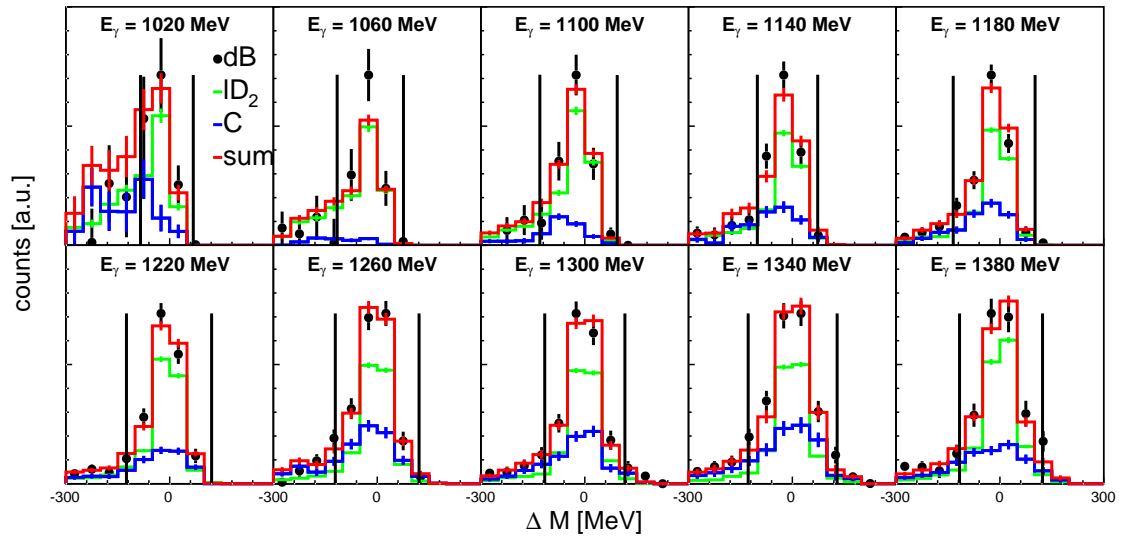 E_γ = 1020 MeV
E_γ = 1060 MeV
E_γ = 1100 MeV
E_γ = 1140 MeV
E_γ = 1180 MeV
dB
lD₂
C
sum
counts [a.u.]
E_γ = 1220 MeV
E_γ = 1260 MeV
E_γ = 1300 MeV
E_γ = 1340 MeV
E_γ = 1380 MeV
-300 0 -300 0 -300 0 -300 0 -300 0 300
Δ M [MeV]